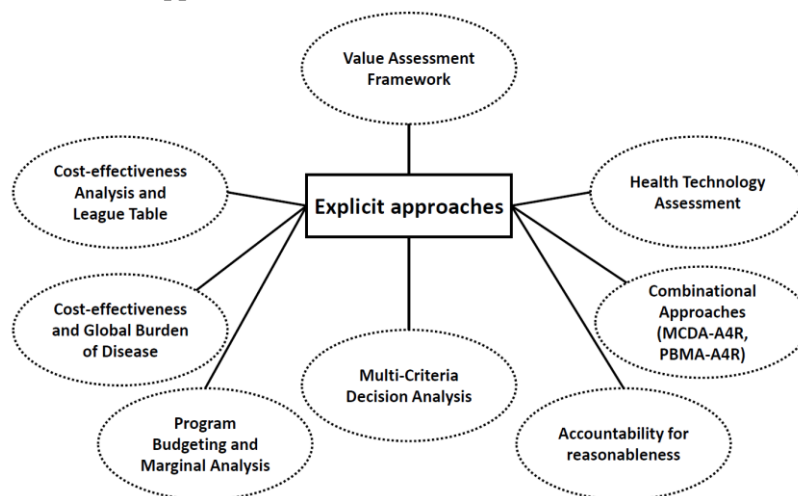 Value Assessment
Framework
Cost-effectiveness
Analysis and
League Table
Explicit approaches
Health Technology
Assessment
Cost-effectiveness
and Global Burden
of Disease
Combinational
Approaches
(MCDA-A4R,
PBMA-A4R)
Multi-Criteria
Decision Analysis
Program
Budgeting and
Marginal Analysis
Accountability for
reasonableness